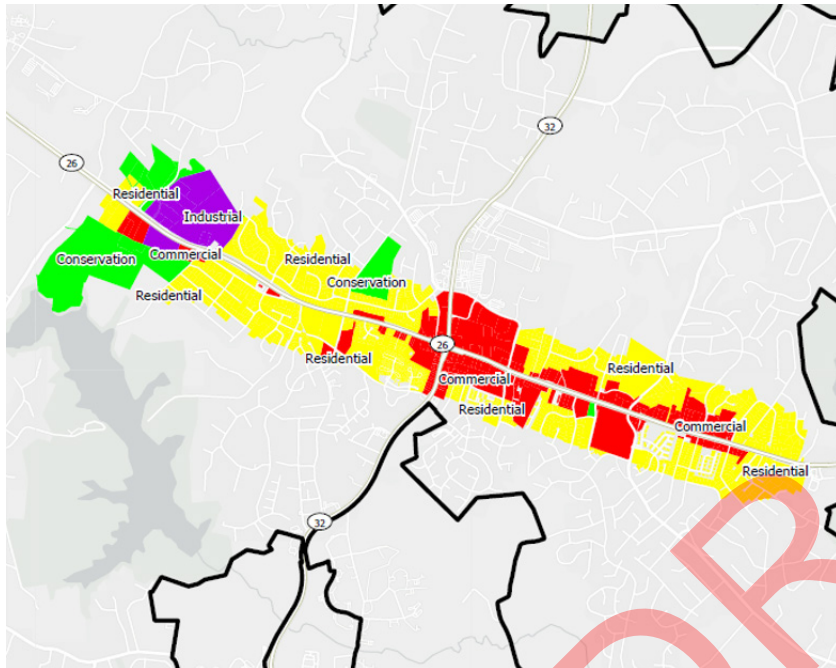 32
26
Residential
Industrial
Commercial
Conservation
Residential
Conservation
Residential
26
Residential
Residential
Commercial
Residential
Commercial
Residential
32